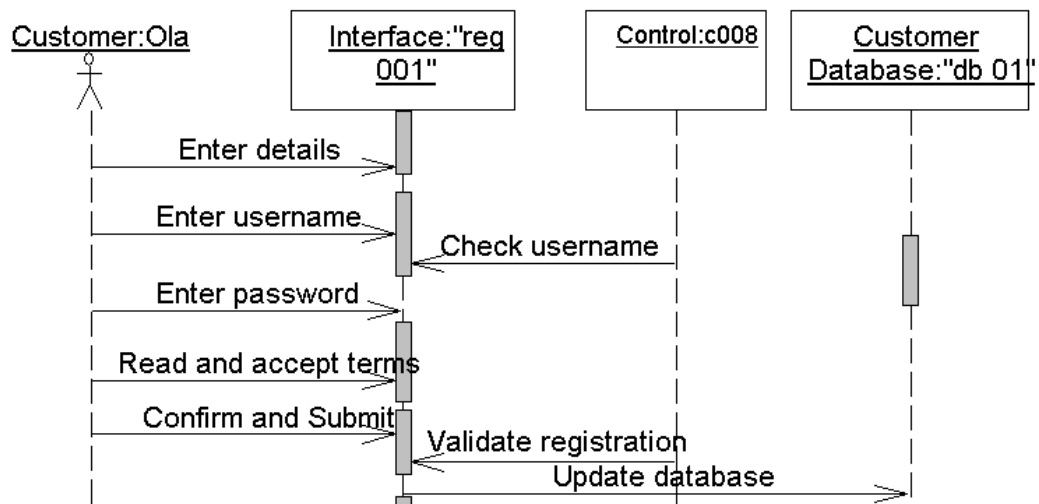 Customer:Ola
Interface:"reg
001"
Control:c008
Customer
Database:"db 01"
Enter details
Enter username
Check username
Enter password
Read and accept terms
Confirm and Submit
Validate registration
Update database